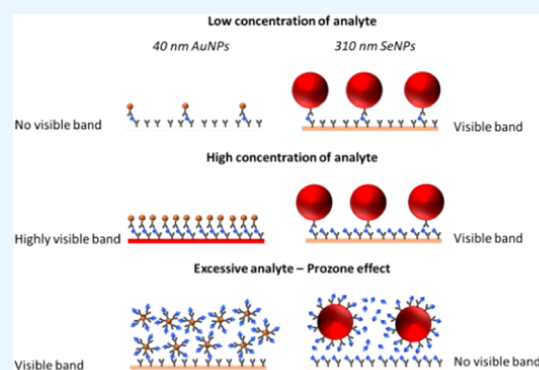 Low concentration of analyte
40 nm AuNPs 310 nm SeNPs
No visible band Visible band
High concentration of analyte
Highly visible band Visible band
Excessive analyte – Prozone effect
Visible band No visible band